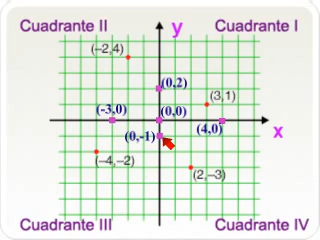 Cuadrante II
y
Cuadrante I
(–2,4)
(0,2)
(3,1)
(-3,0)
(0,0)
(4,0)
x
(0,-1)
(–4,–2)
(2,–3)
Cuadrante III
Cuadrante IV